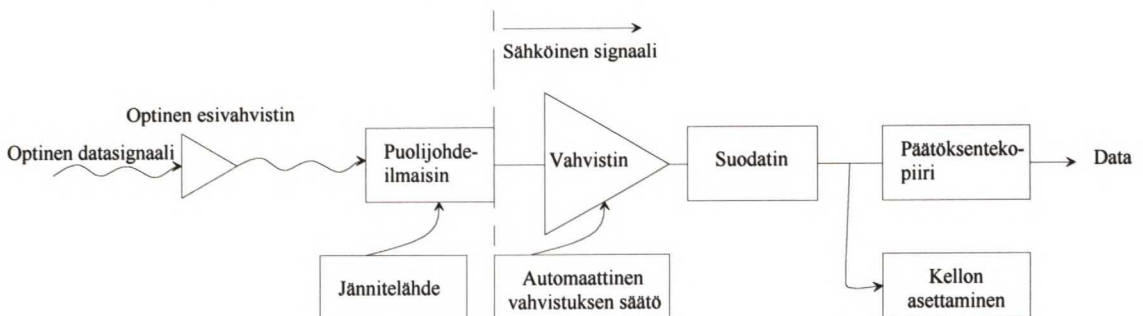 Sähköinen signaali
Optinen esivahvistin
Optinen datasignaali
Puolijohde-
ilmaisin
Vahvistin
Suodatin
Päätöksenteko-
piiri
Data
Jännitelähde
Automaattinen
vahvistuksen säätö
Kellon
asettaminen